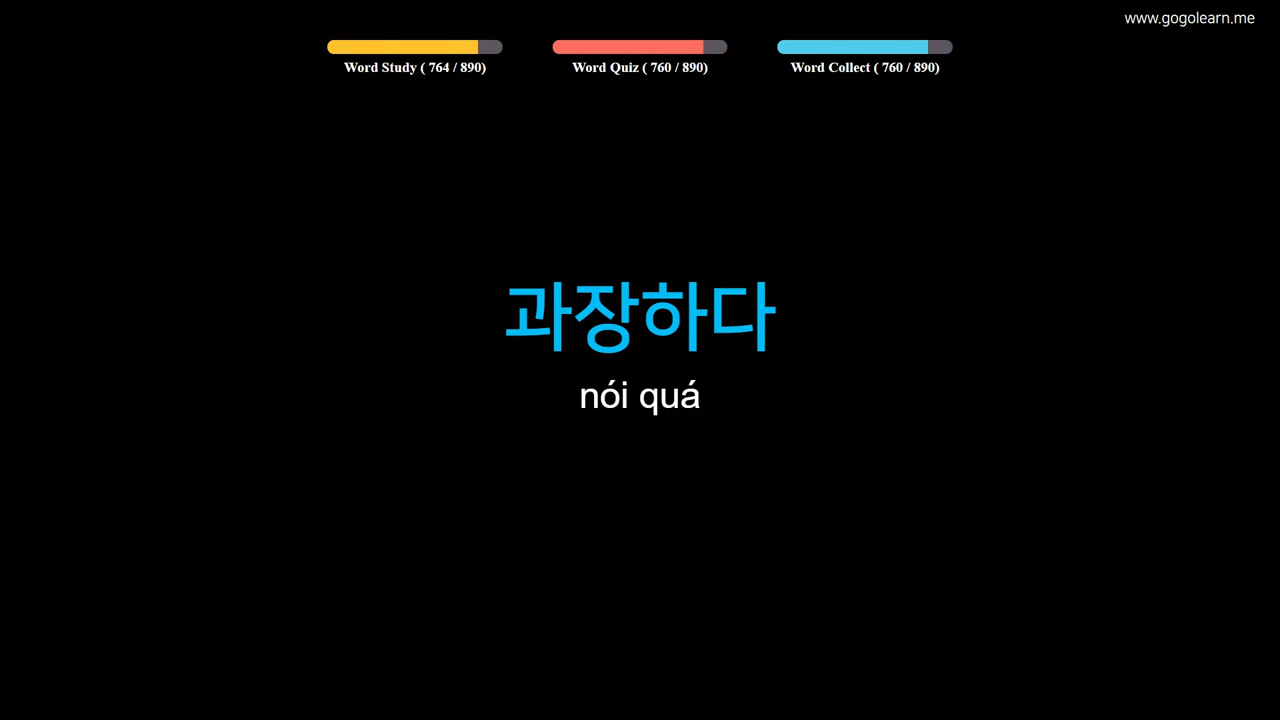 www.gogolearn.me
Word Study ( 764 / 890)
Word Quiz ( 760 / 890)
Word Collect ( 760 / 890)
과장하다
nói quá